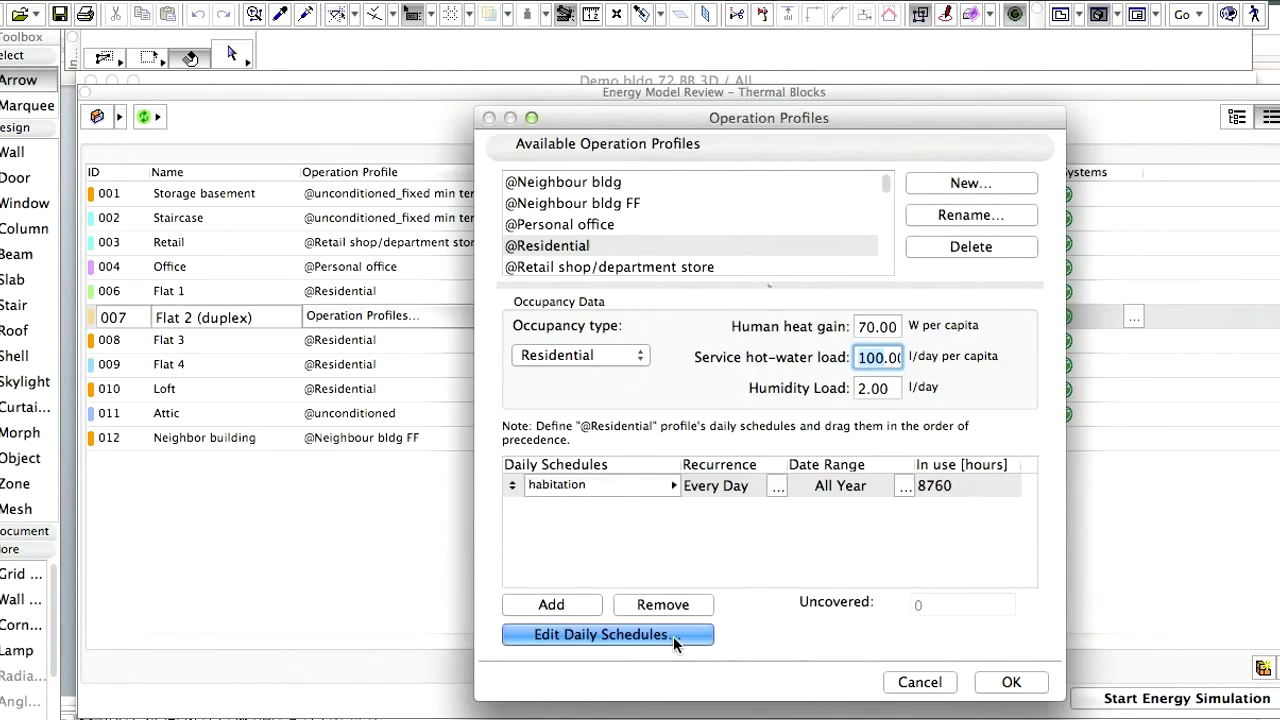 Go
Toolbox
elect
Arrow
Marquee
esign
Wall
Door
Window
Column
Beam
Slab
Stair
Roof
Shell
Skylight
Curtai...
Morph
Object
Zone
Mesh
ocument
ore
Grid ...
Wall ...
Corn...
Lamp
Radia...
Angl...
Demo bldg 72 BB 3D / All
Energy Model Review – Thermal Blocks
ID Name Operation Profile ystems
001 Storage basement @unconditioned_fixed min ten
002 Staircase @unconditioned_fixed min ten
003 Retail @Retail shop/department stor
004 Office @Personal office
006 Flat 1 @Residential
007 Flat 2 (duplex) Operation Profiles... ...
008 Flat 3 @Residential
009 Flat 4 @Residential
010 Loft @Residential
011 Attic @unconditioned
012 Neighbor building @Neighbour bldg FF
Operation Profiles
Available Operation Profiles
@Neighbour bldg
@Neighbour bldg FF
@Personal office
@Residential
@Retail shop/department store
New...
Rename...
Delete
Occupancy Data
Occupancy type:
Residential
Human heat gain: 70.00 W per capita
Service hot-water load: 100.00 l/day per capita
Humidity Load: 2.00 l/day
Note: Define "@Residential" profile's daily schedules and drag them in the order of
precedence.
Daily Schedules Recurrence Date Range In use [hours]
habitation Every Day ... All Year ... 8760
Add Remove Uncovered: 0
Edit Daily Schedules...
Cancel OK
Start Energy Simulation